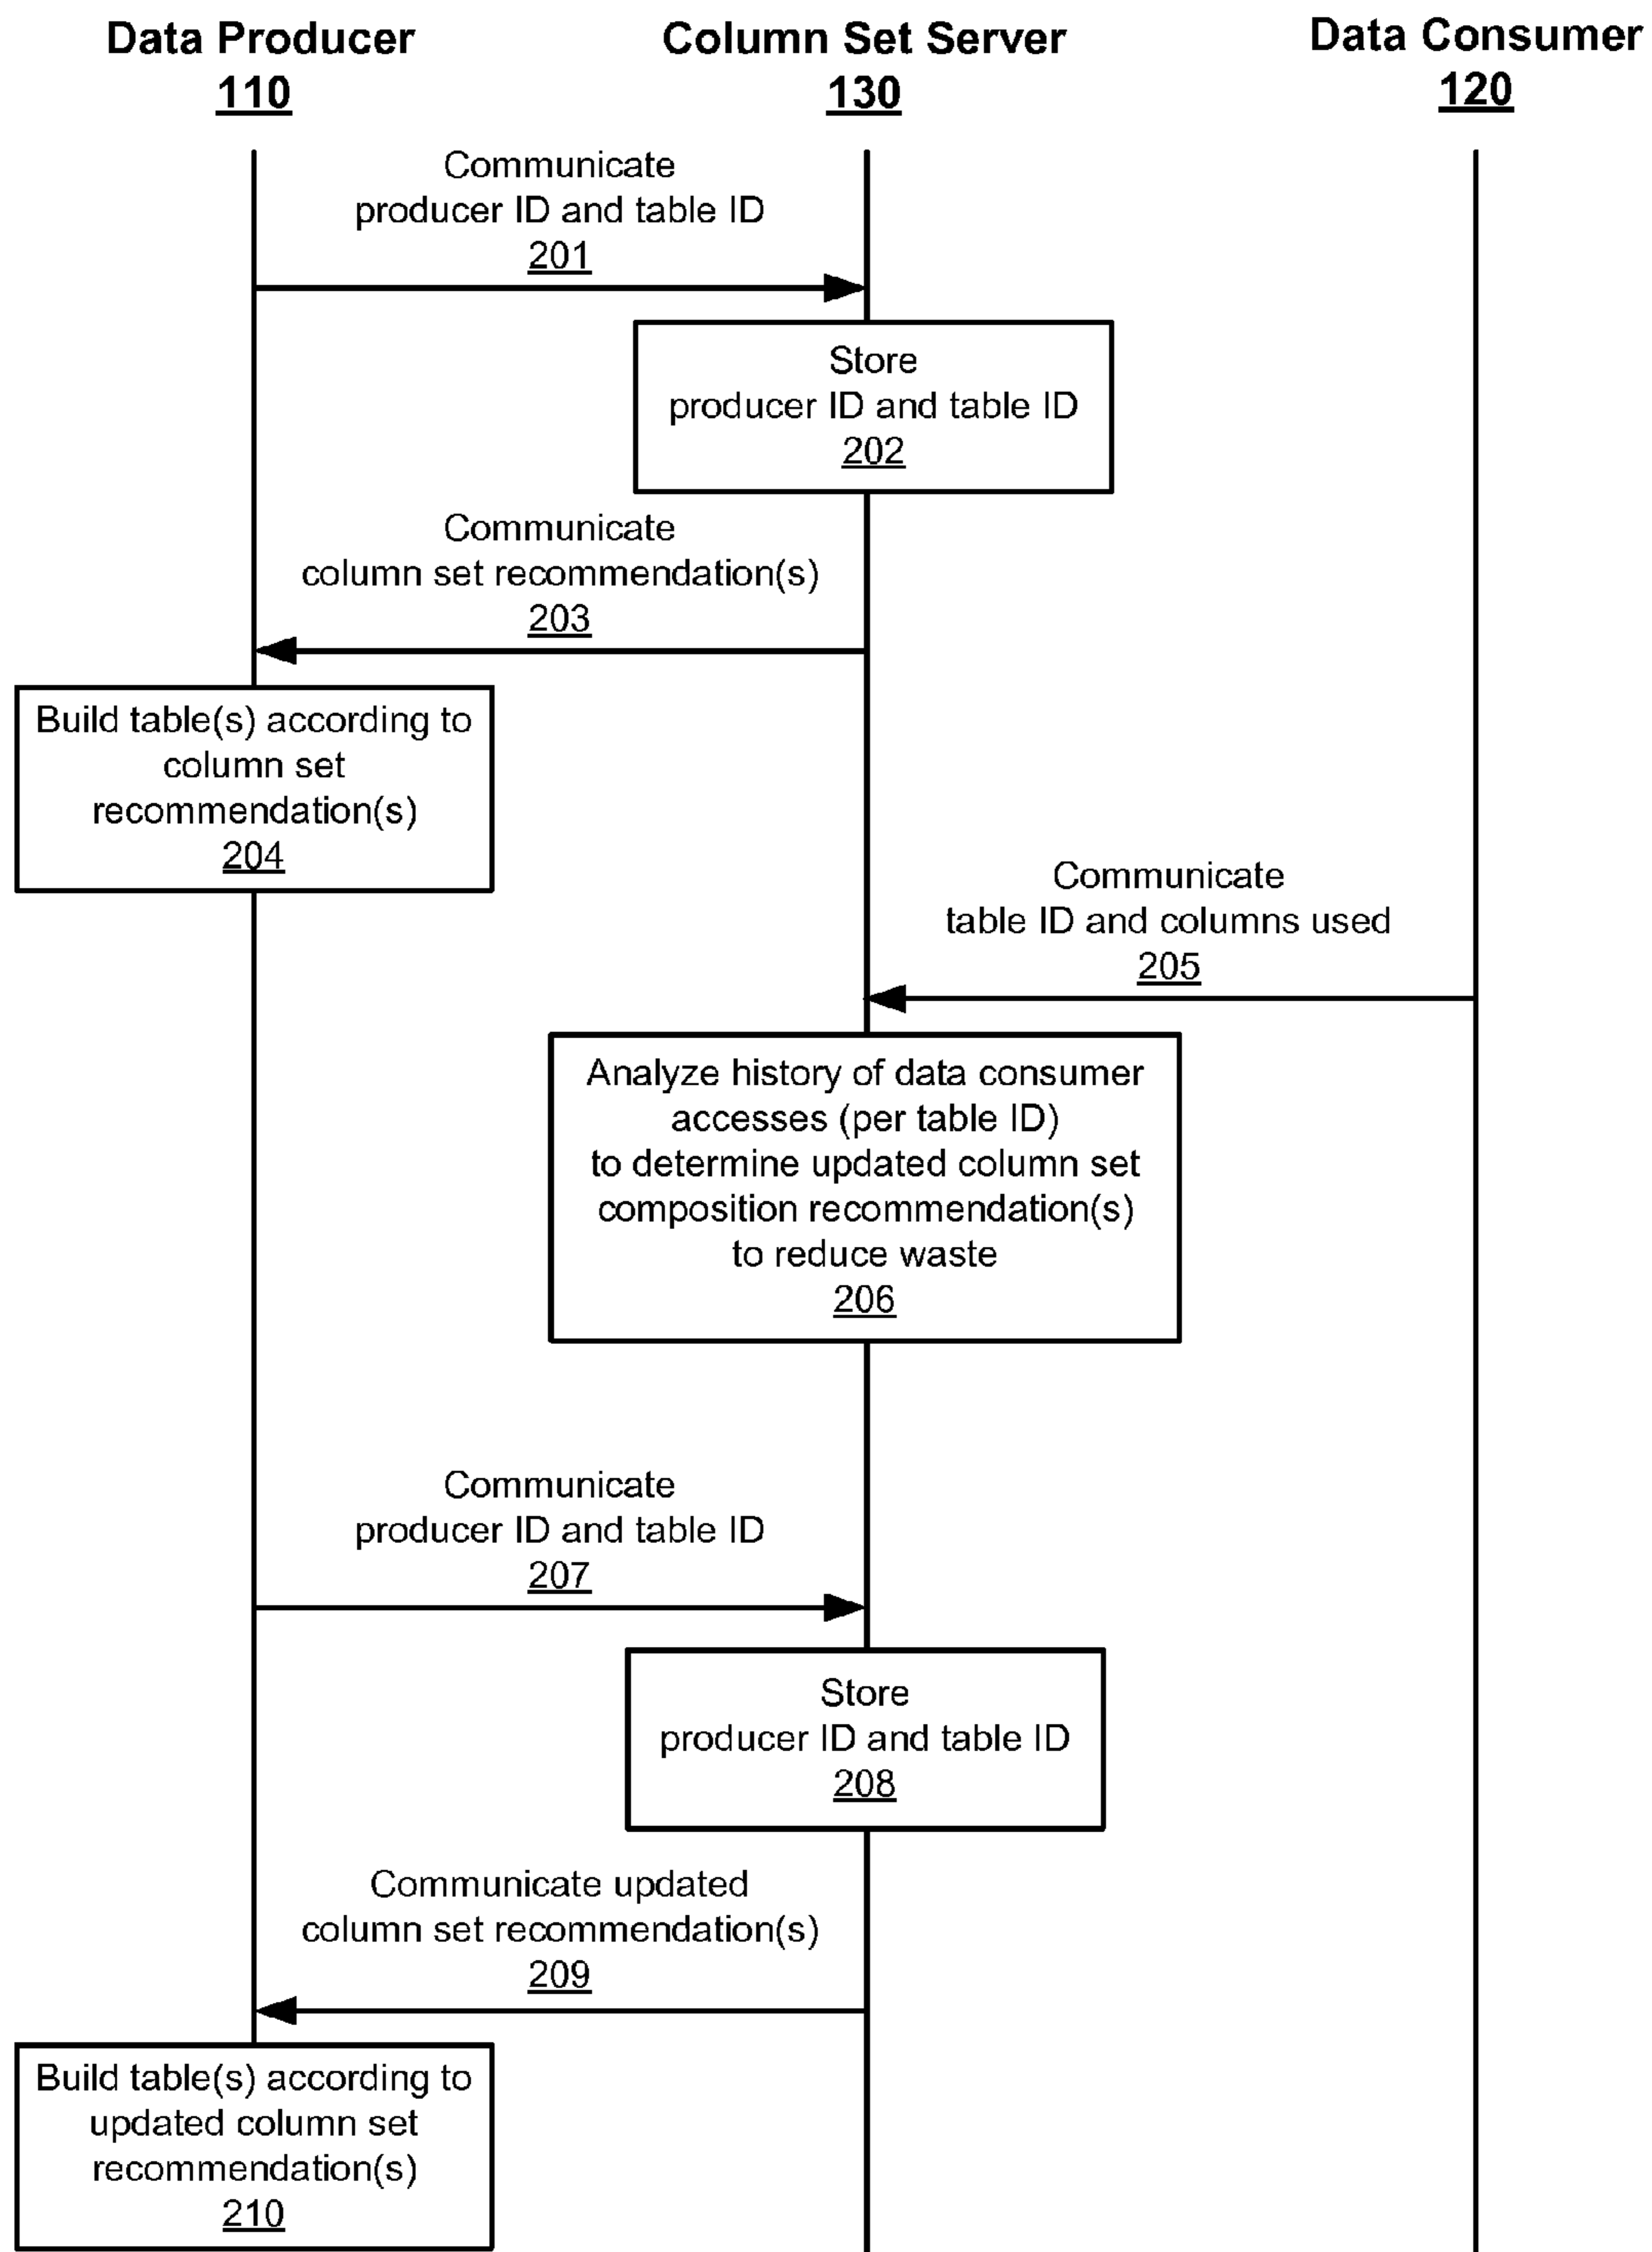 Data Producer
110
Column Set Server
130
Data Consumer
120
Communicate
producer ID and table ID
201
Store
producer ID and table ID
202
Communicate
column set recommendation(s)
203
Build table(s) according to
column set
recommendation(s)
204
Communicate
table ID and columns used
205
Analyze history of data consumer
accesses (per table ID)
to determine updated column set
composition recommendation(s)
to reduce waste
206
Communicate
producer ID and table ID
207
Store
producer ID and table ID
208
Communicate updated
column set recommendation(s)
209
Build table(s) according to
updated column set
recommendation(s)
210